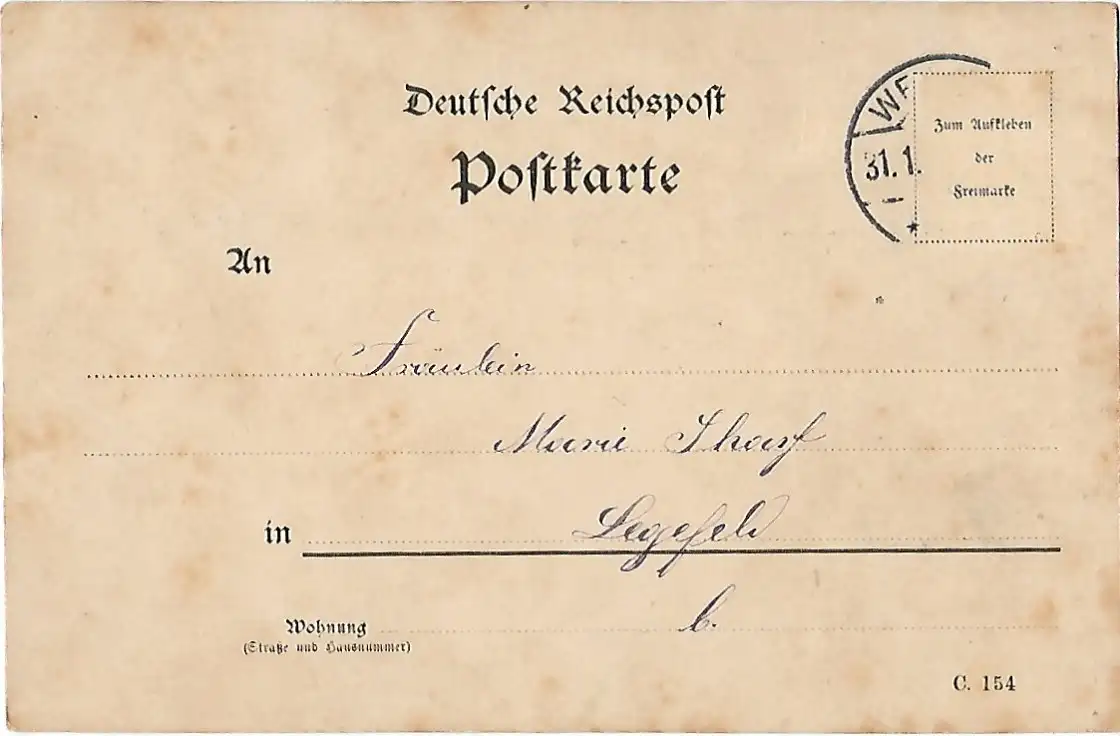 Deutsche Reichspost
Postkarte
WE
31.1.
Zum Aufkleben
der
Freimarke
An
Fräulein
Marie
in Legefeld
b.
Wohnung
(Straße und Hausnummer)
C. 154